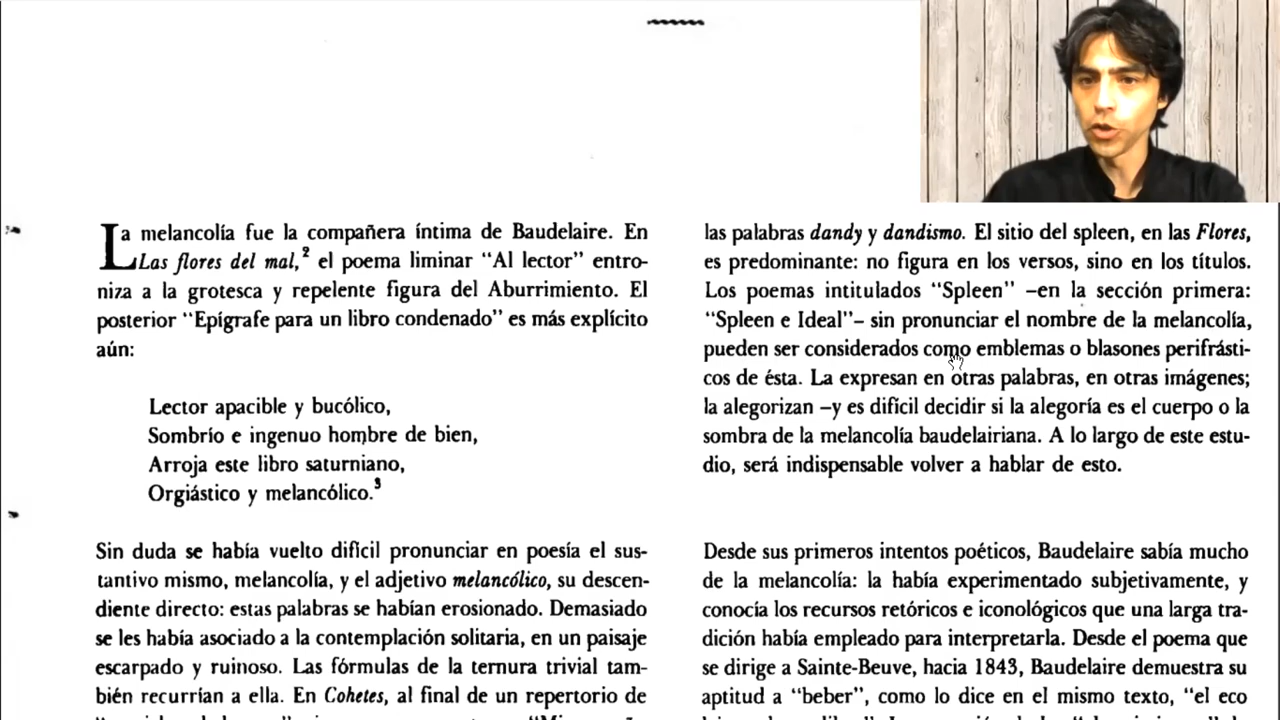 La melancolía fue la compañera íntima de Baudelaire. En
Las flores del mal,² el poema liminar “Al lector” entro-
niza a la grotesca y repelente figura del Aburrimiento. El
posterior “Epígrafe para un libro condenado” es más explícito
aún:
Lector apacible y bucólico,
Sombrío e ingenuo hombre de bien,
Arroja este libro saturniano,
Orgiástico y melancólico.³
Sin duda se había vuelto difícil pronunciar en poesía el sus-
tantivo mismo, melancolía, y el adjetivo melancólico, su descen-
diente directo: estas palabras se habían erosionado. Demasiado
se les había asociado a la contemplación solitaria, en un paisaje
escarpado y ruinoso. Las fórmulas de la ternura trivial tam-
bién recurrían a ella. En Cohetes, al final de un repertorio de
las palabras dandy y dandismo. El sitio del spleen, en las Flores,
es predominante: no figura en los versos, sino en los títulos.
Los poemas intitulados “Spleen” –en la sección primera:
“Spleen e Ideal”– sin pronunciar el nombre de la melancolía,
pueden ser considerados como emblemas o blasones perifrásti-
cos de ésta. La expresan en otras palabras, en otras imágenes;
la alegorizan –y es difícil decidir si la alegoría es el cuerpo o la
sombra de la melancolía baudelairiana. A lo largo de este estu-
dio, será indispensable volver a hablar de esto.
Desde sus primeros intentos poéticos, Baudelaire sabía mucho
de la melancolía: la había experimentado subjetivamente, y
conocía los recursos retóricos e iconológicos que una larga tra-
dición había empleado para interpretarla. Desde el poema que
se dirige a Sainte-Beuve, hacia 1843, Baudelaire demuestra su
aptitud a “beber”, como lo dice en el mismo texto, “el eco